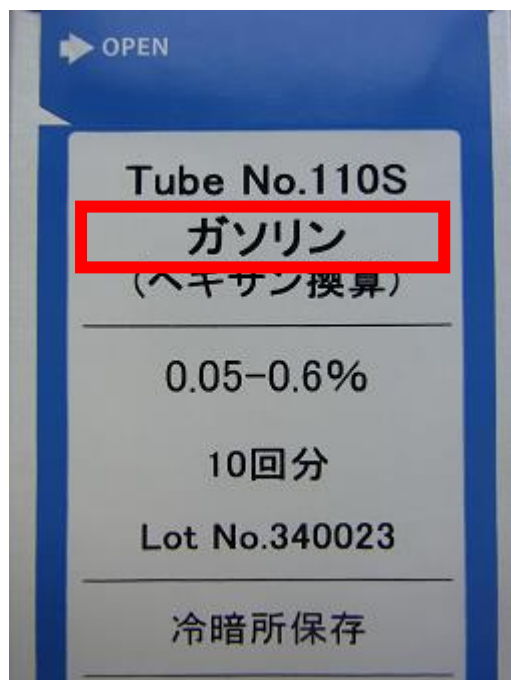 OPEN
Tube No.110S
ガソリン
(ヘキサン換算)
0.05-0.6%
10回分
Lot No.340023
冷暗所保存